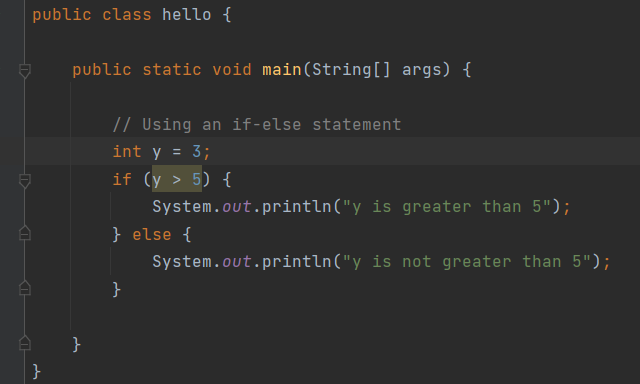 public class hello {
public static void main(String[] args) {
// Using an if-else statement
int y = 3;
if (y > 5) {
System.out.println("y is greater than 5");
} else {
System.out.println("y is not greater than 5");
}
}
}